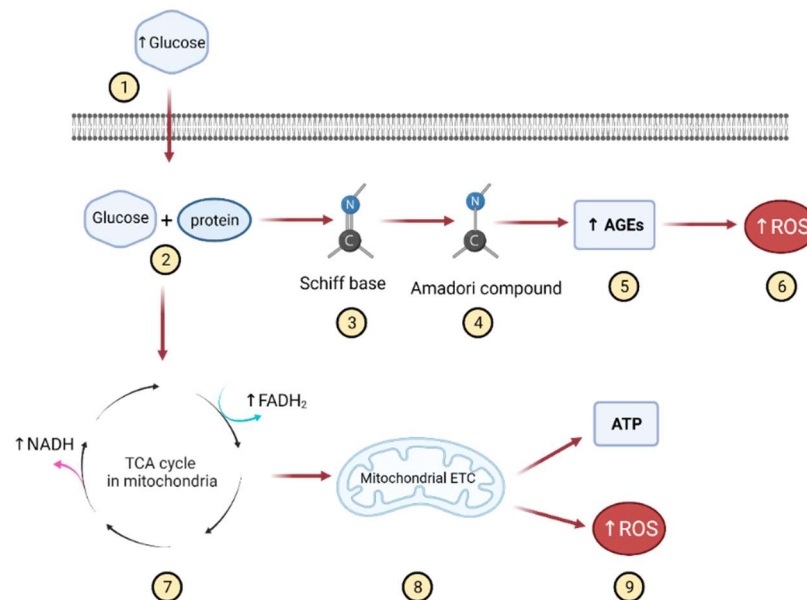 ↑Glucose
1
Glucose + protein
2
N
C
Schiff base
3
N
C
Amadori compound
4
↑ AGEs
5
↑ROS
6
↑FADH₂
↑NADH
TCA cycle
in mitochondria
7
Mitochondrial ETC
8
ATP
↑ROS
9